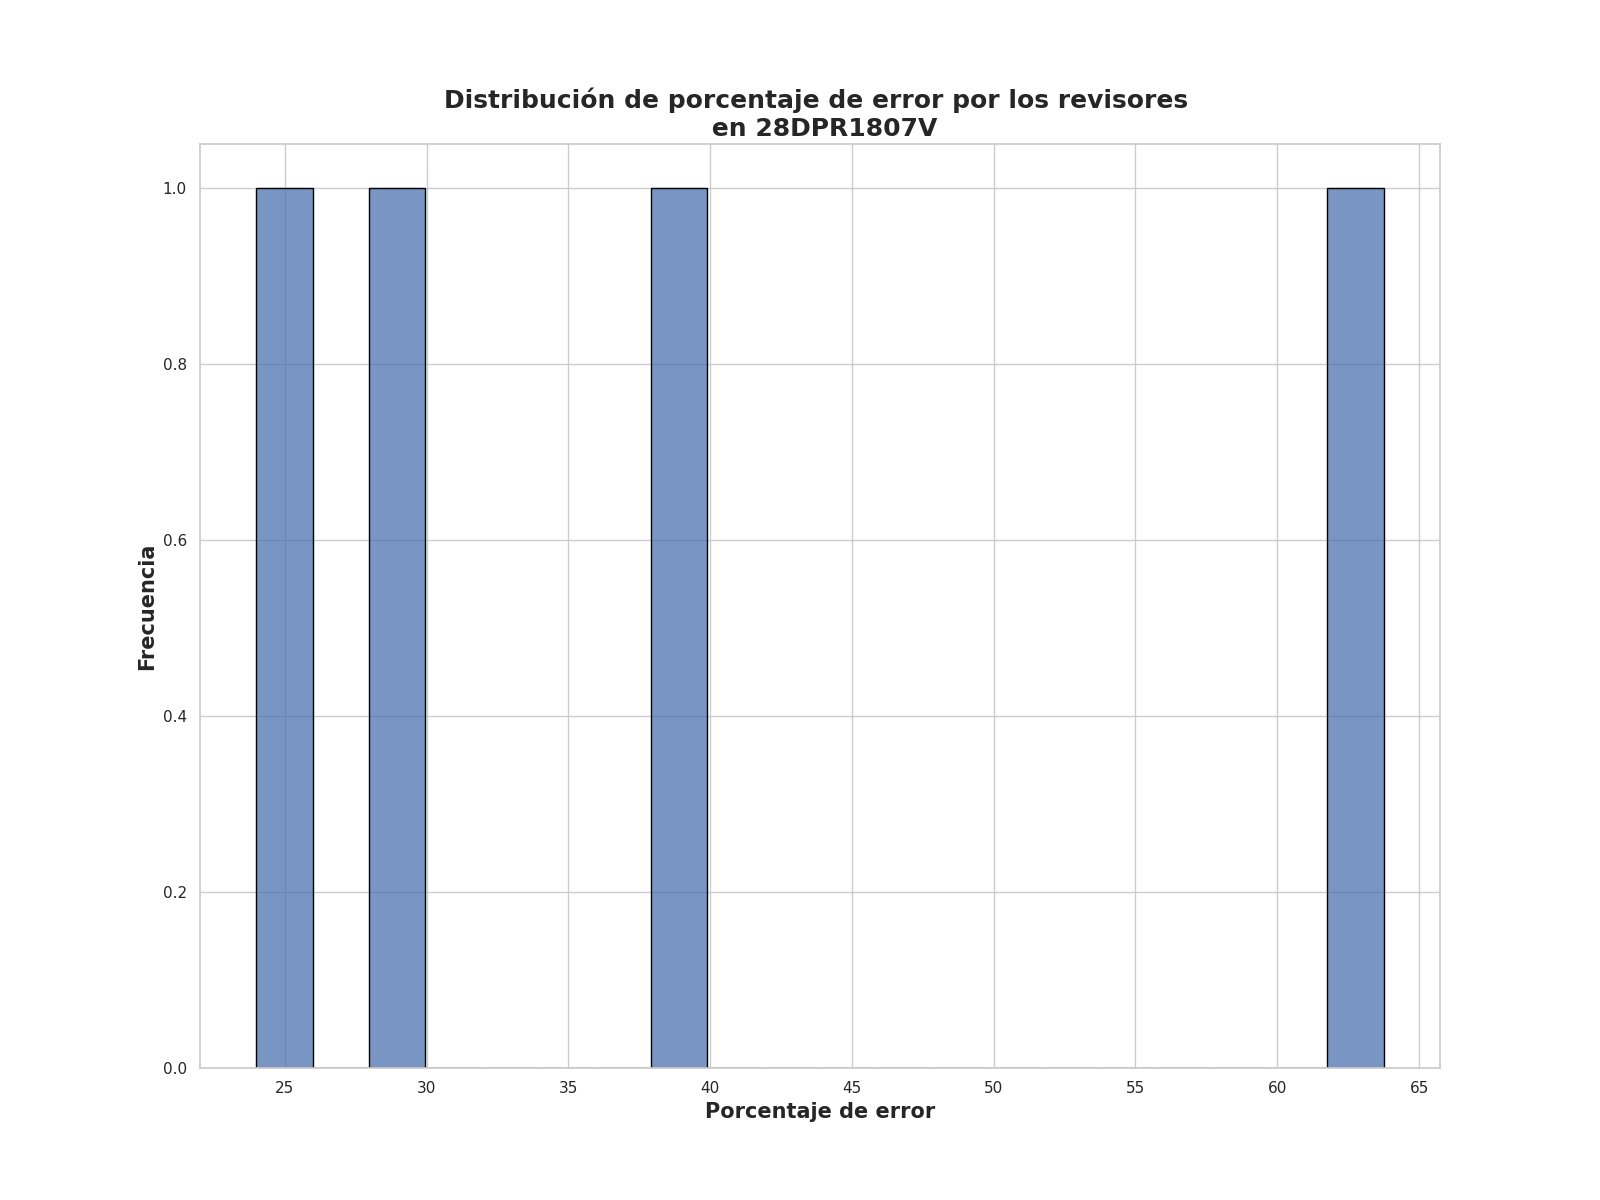 Distribución de porcentaje de error por los revisores
en 28DPR1807V
1.0
0.8
0.6
0.4
0.2
0.0
Frecuencia
25 30 35 40 45 50 55 60 65
Porcentaje de error